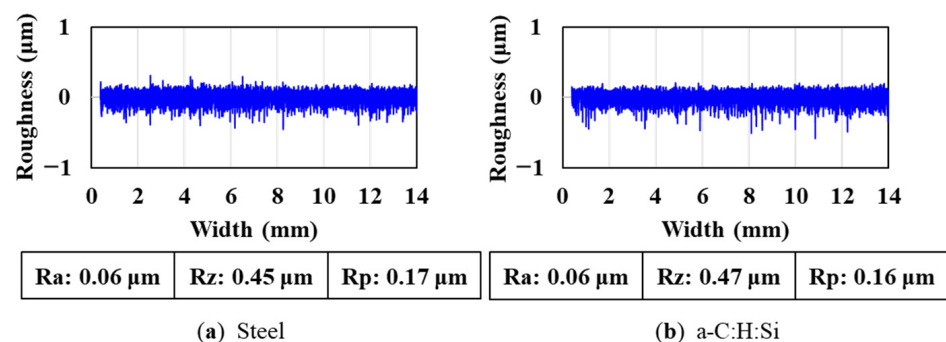 1
0
−1
Roughness (μm)
0 2 4 6 8 10 12 14
Width (mm)
Ra: 0.06 μm Rz: 0.45 μm Rp: 0.17 μm
(a) Steel
1
0
−1
Roughness (μm)
0 2 4 6 8 10 12 14
Width (mm)
Ra: 0.06 μm Rz: 0.47 μm Rp: 0.16 μm
(b) a-C:H:Si